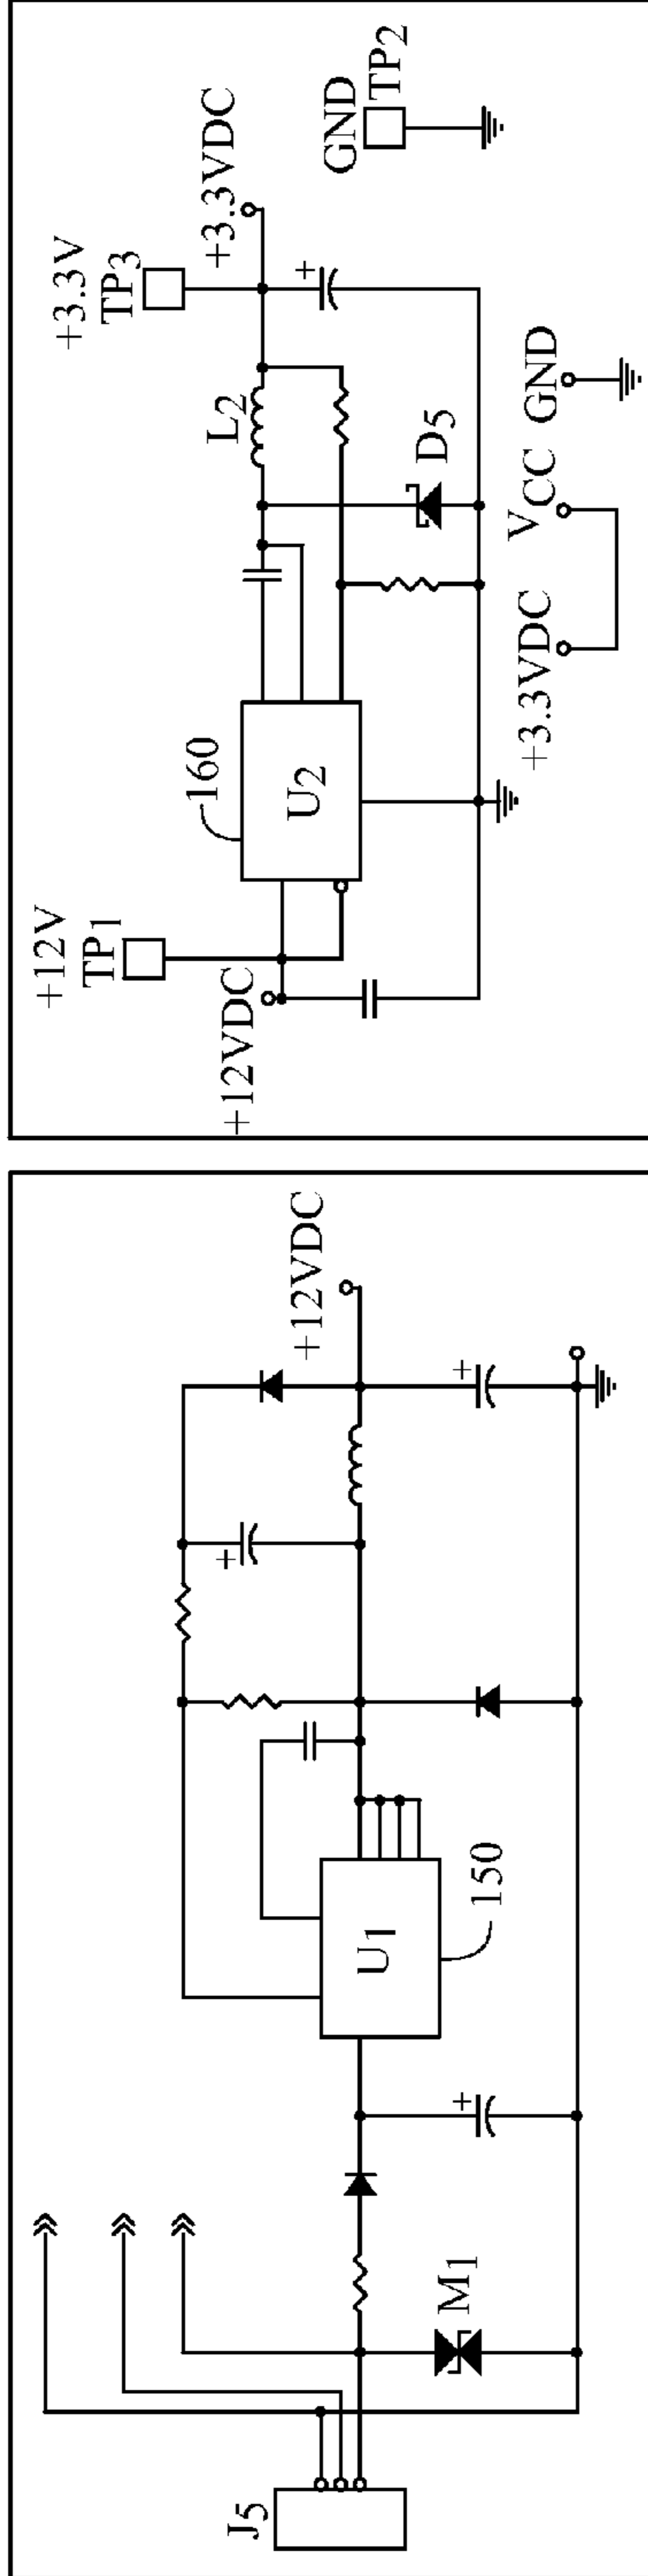 J5
M1
U1
150
+12VDC
+12V
TP1
+12VDC
160
U2
L2
D5
+3.3V
TP3
+3.3VDC
GND
TP2
+3.3VDC
VCC
GND